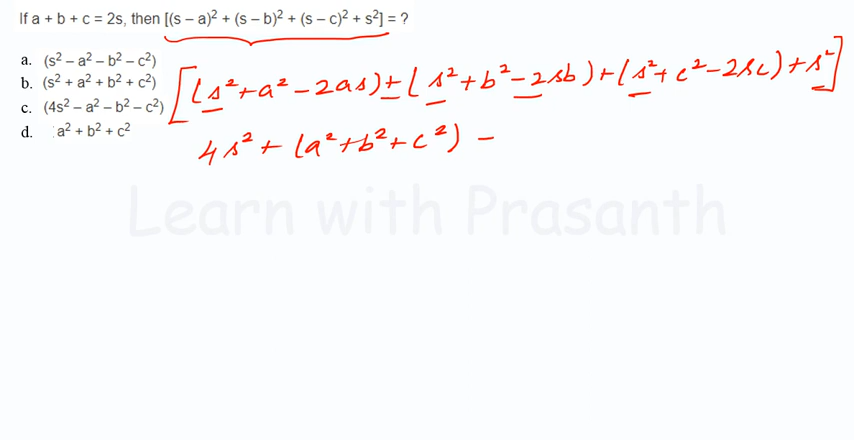 If a + b + c = 2s, then [(s – a)² + (s – b)² + (s – c)² + s²] = ?
a. (s² – a² – b² – c²)
b. (s² + a² + b² + c²)
c. (4s² – a² – b² – c²)
d. a² + b² + c²
[(s²+a²-2as)+(s²+b²-2sb)+(s²+c²-2sc)+s²]
4s²+(a²+b²+c²) -
Learn with Prasanth